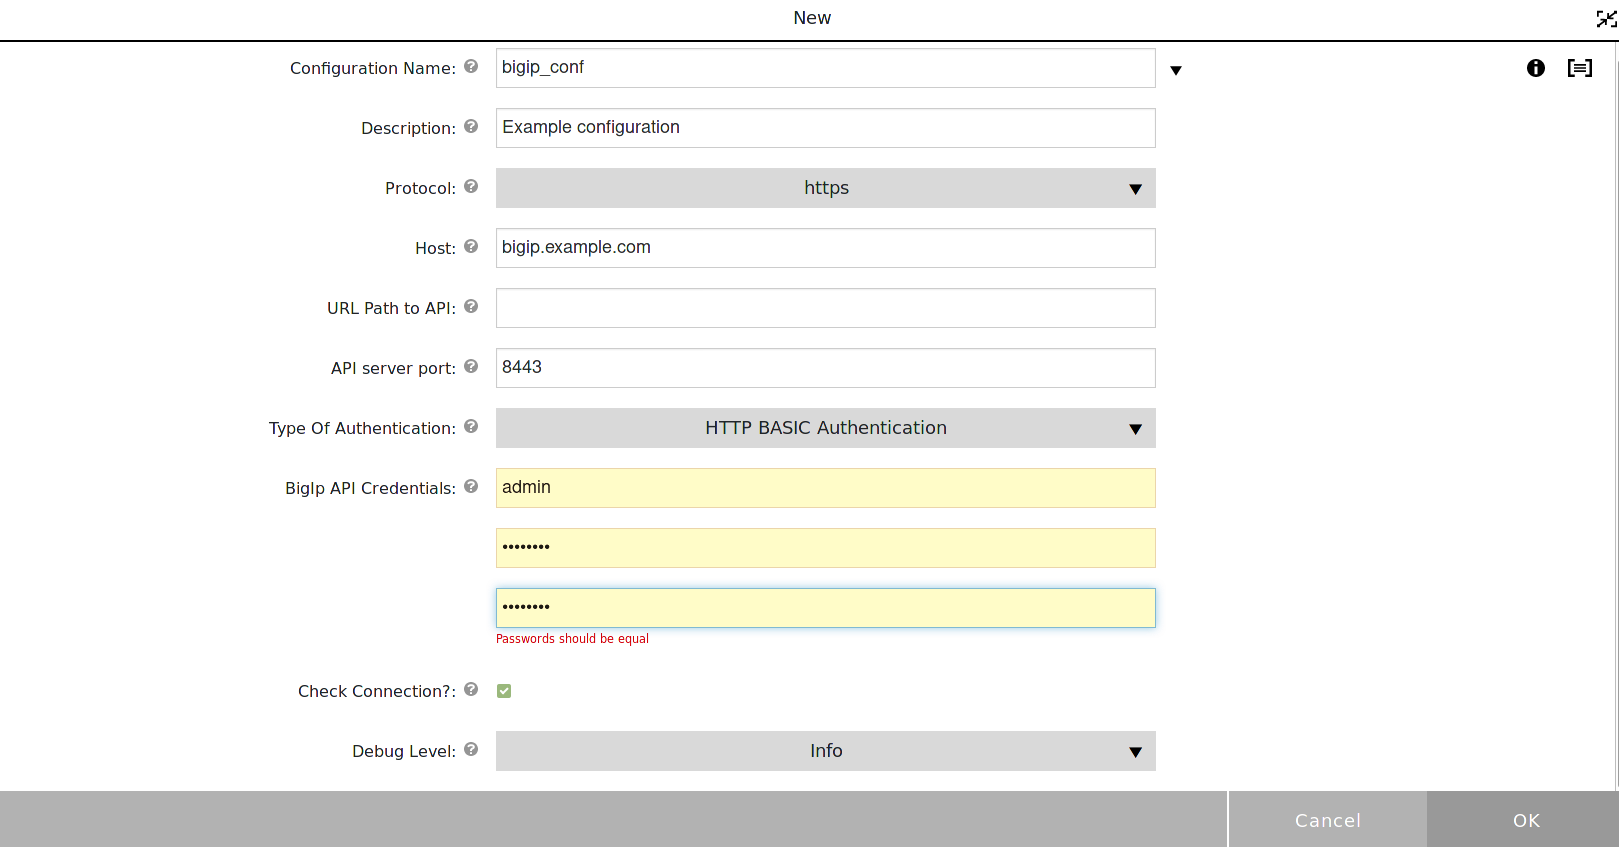 New
Configuration Name: bigip_conf
Description: Example configuration
Protocol: https
Host: bigip.example.com
URL Path to API:
API server port: 8443
Type Of Authentication: HTTP BASIC Authentication
BigIp API Credentials: admin
••••••••
••••••••
Passwords should be equal
Check Connection?:
Debug Level: Info
Cancel OK